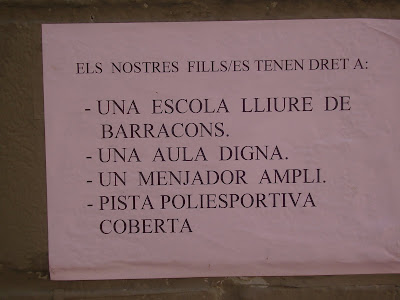 ELS NOSTRES FILLS/ES TENEN DRET A:
- UNA ESCOLA LLIURE DE
BARRACONS.
- UNA AULA DIGNA.
- UN MENJADOR AMPLI.
- PISTA POLIESPORTIVA
COBERTA